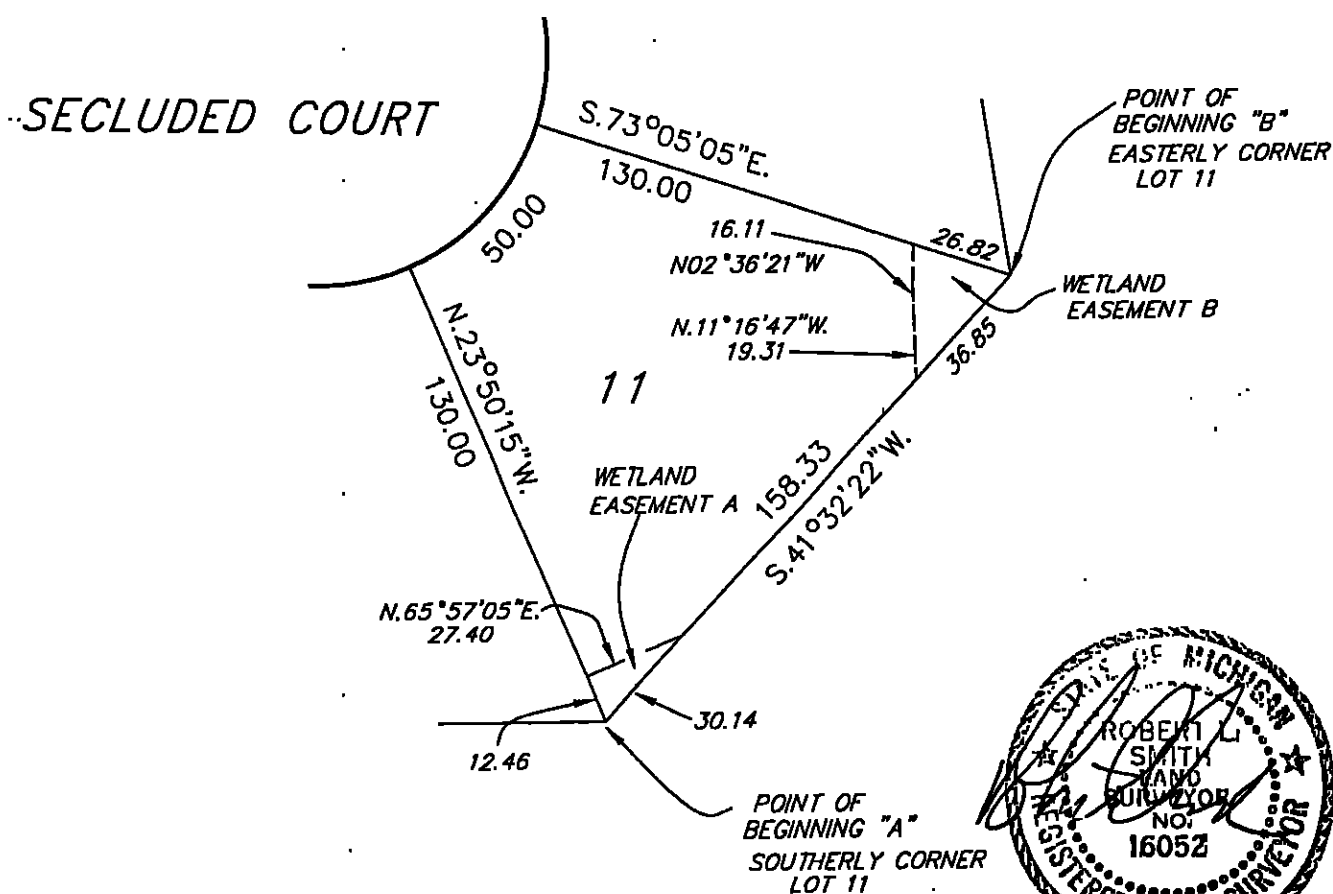 SECLUDED COURT
S.73°05'05"E.
130.00
POINT OF
BEGINNING "B"
EASTERLY CORNER
LOT 11
50.00
16.11
N02°36'21"W
26.82
WETLAND
EASEMENT B
N.11°16'47"W.
19.31
36.85
N.23°50'15"W.
130.00
11
WETLAND
EASEMENT A
158.33
S.41°32'22"W.
N.65°57'05"E.
27.40
30.14
12.46
POINT OF
BEGINNING "A"
SOUTHERLY CORNER
LOT 11
STATE OF MICHIGAN
ROBERT L.
SMITH
LAND
SURVEYOR
NO.
16052